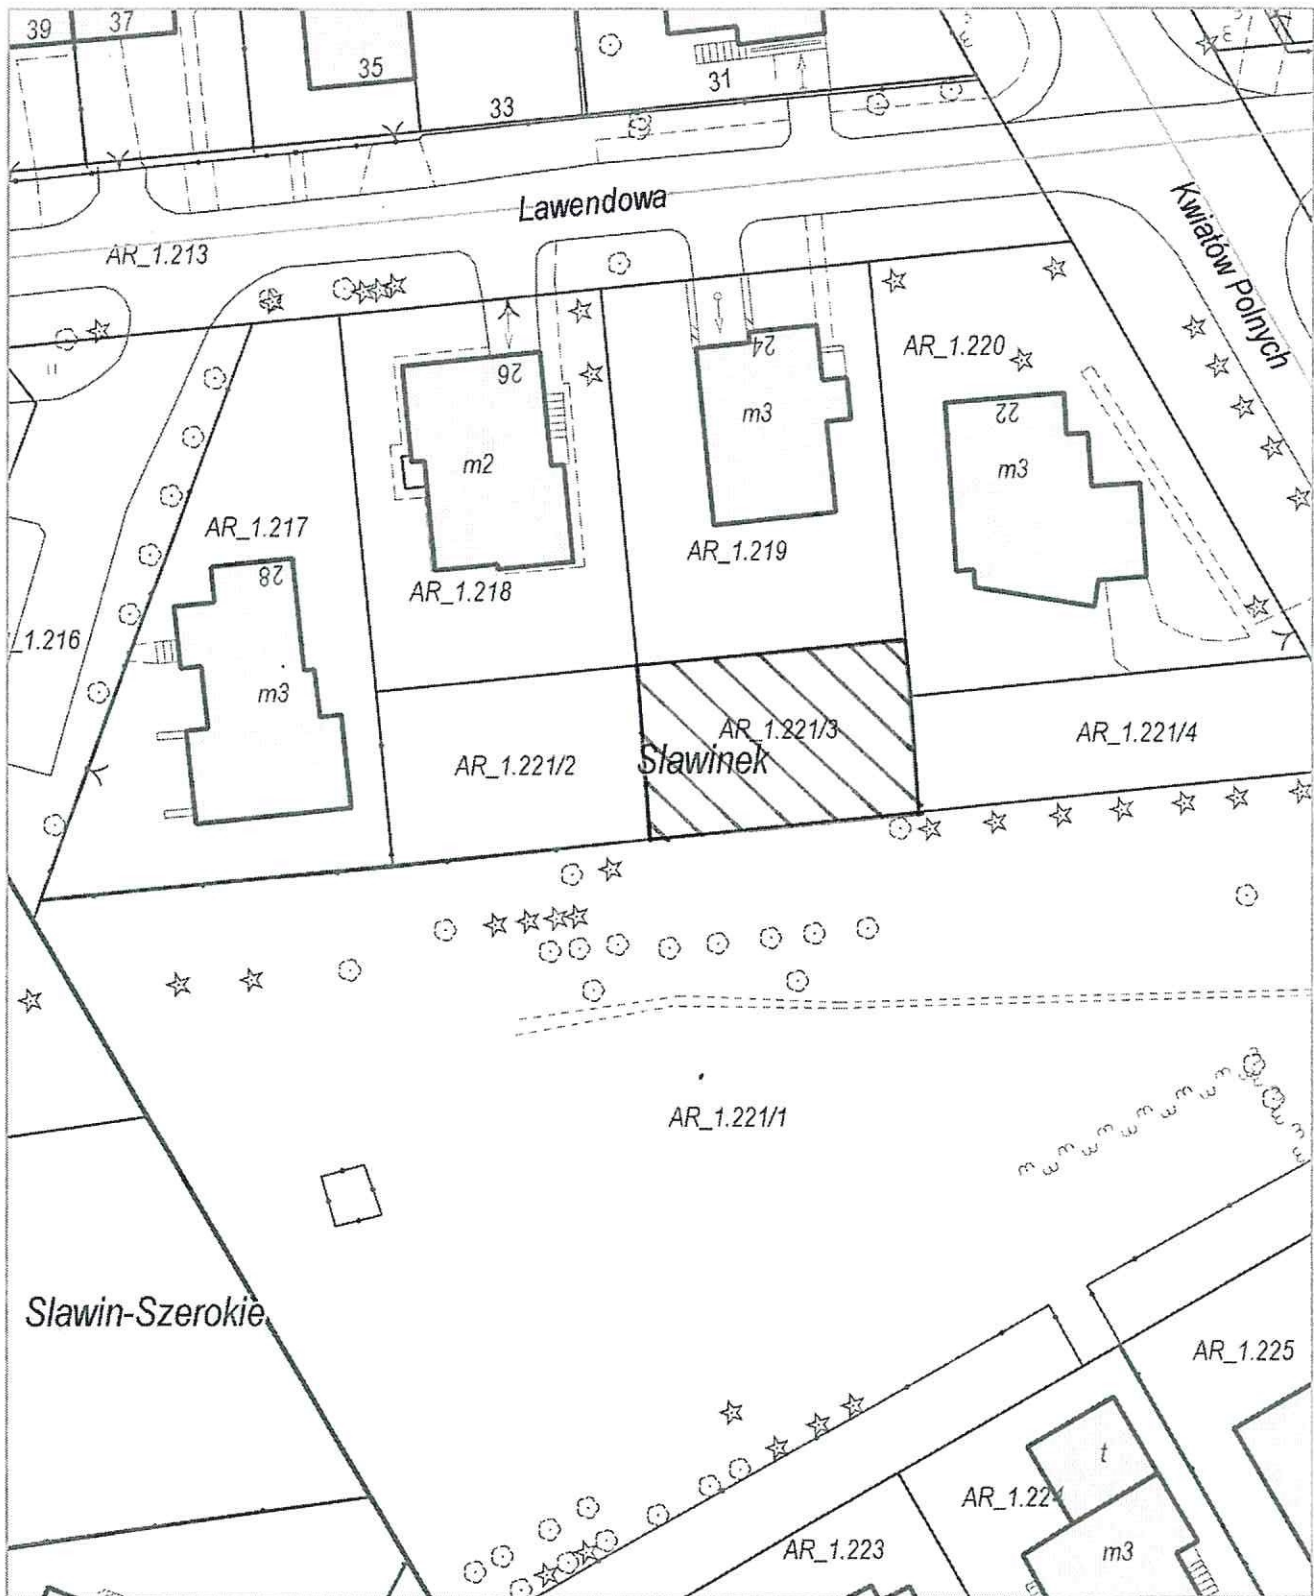 39
37
35
33
31
Lawendowa
Kwiatów Polnych
AR_1.213
AR_1.220
24
26
22
m3
m2
m3
AR_1.217
AR_1.219
28
AR_1.218
_1.216
m3
AR_1.221/3
AR_1.221/4
Slawinek
AR_1.221/2
AR_1.221/1
Slawin-Szerokie
AR_1.225
t
AR_1.224
AR_1.223
m3